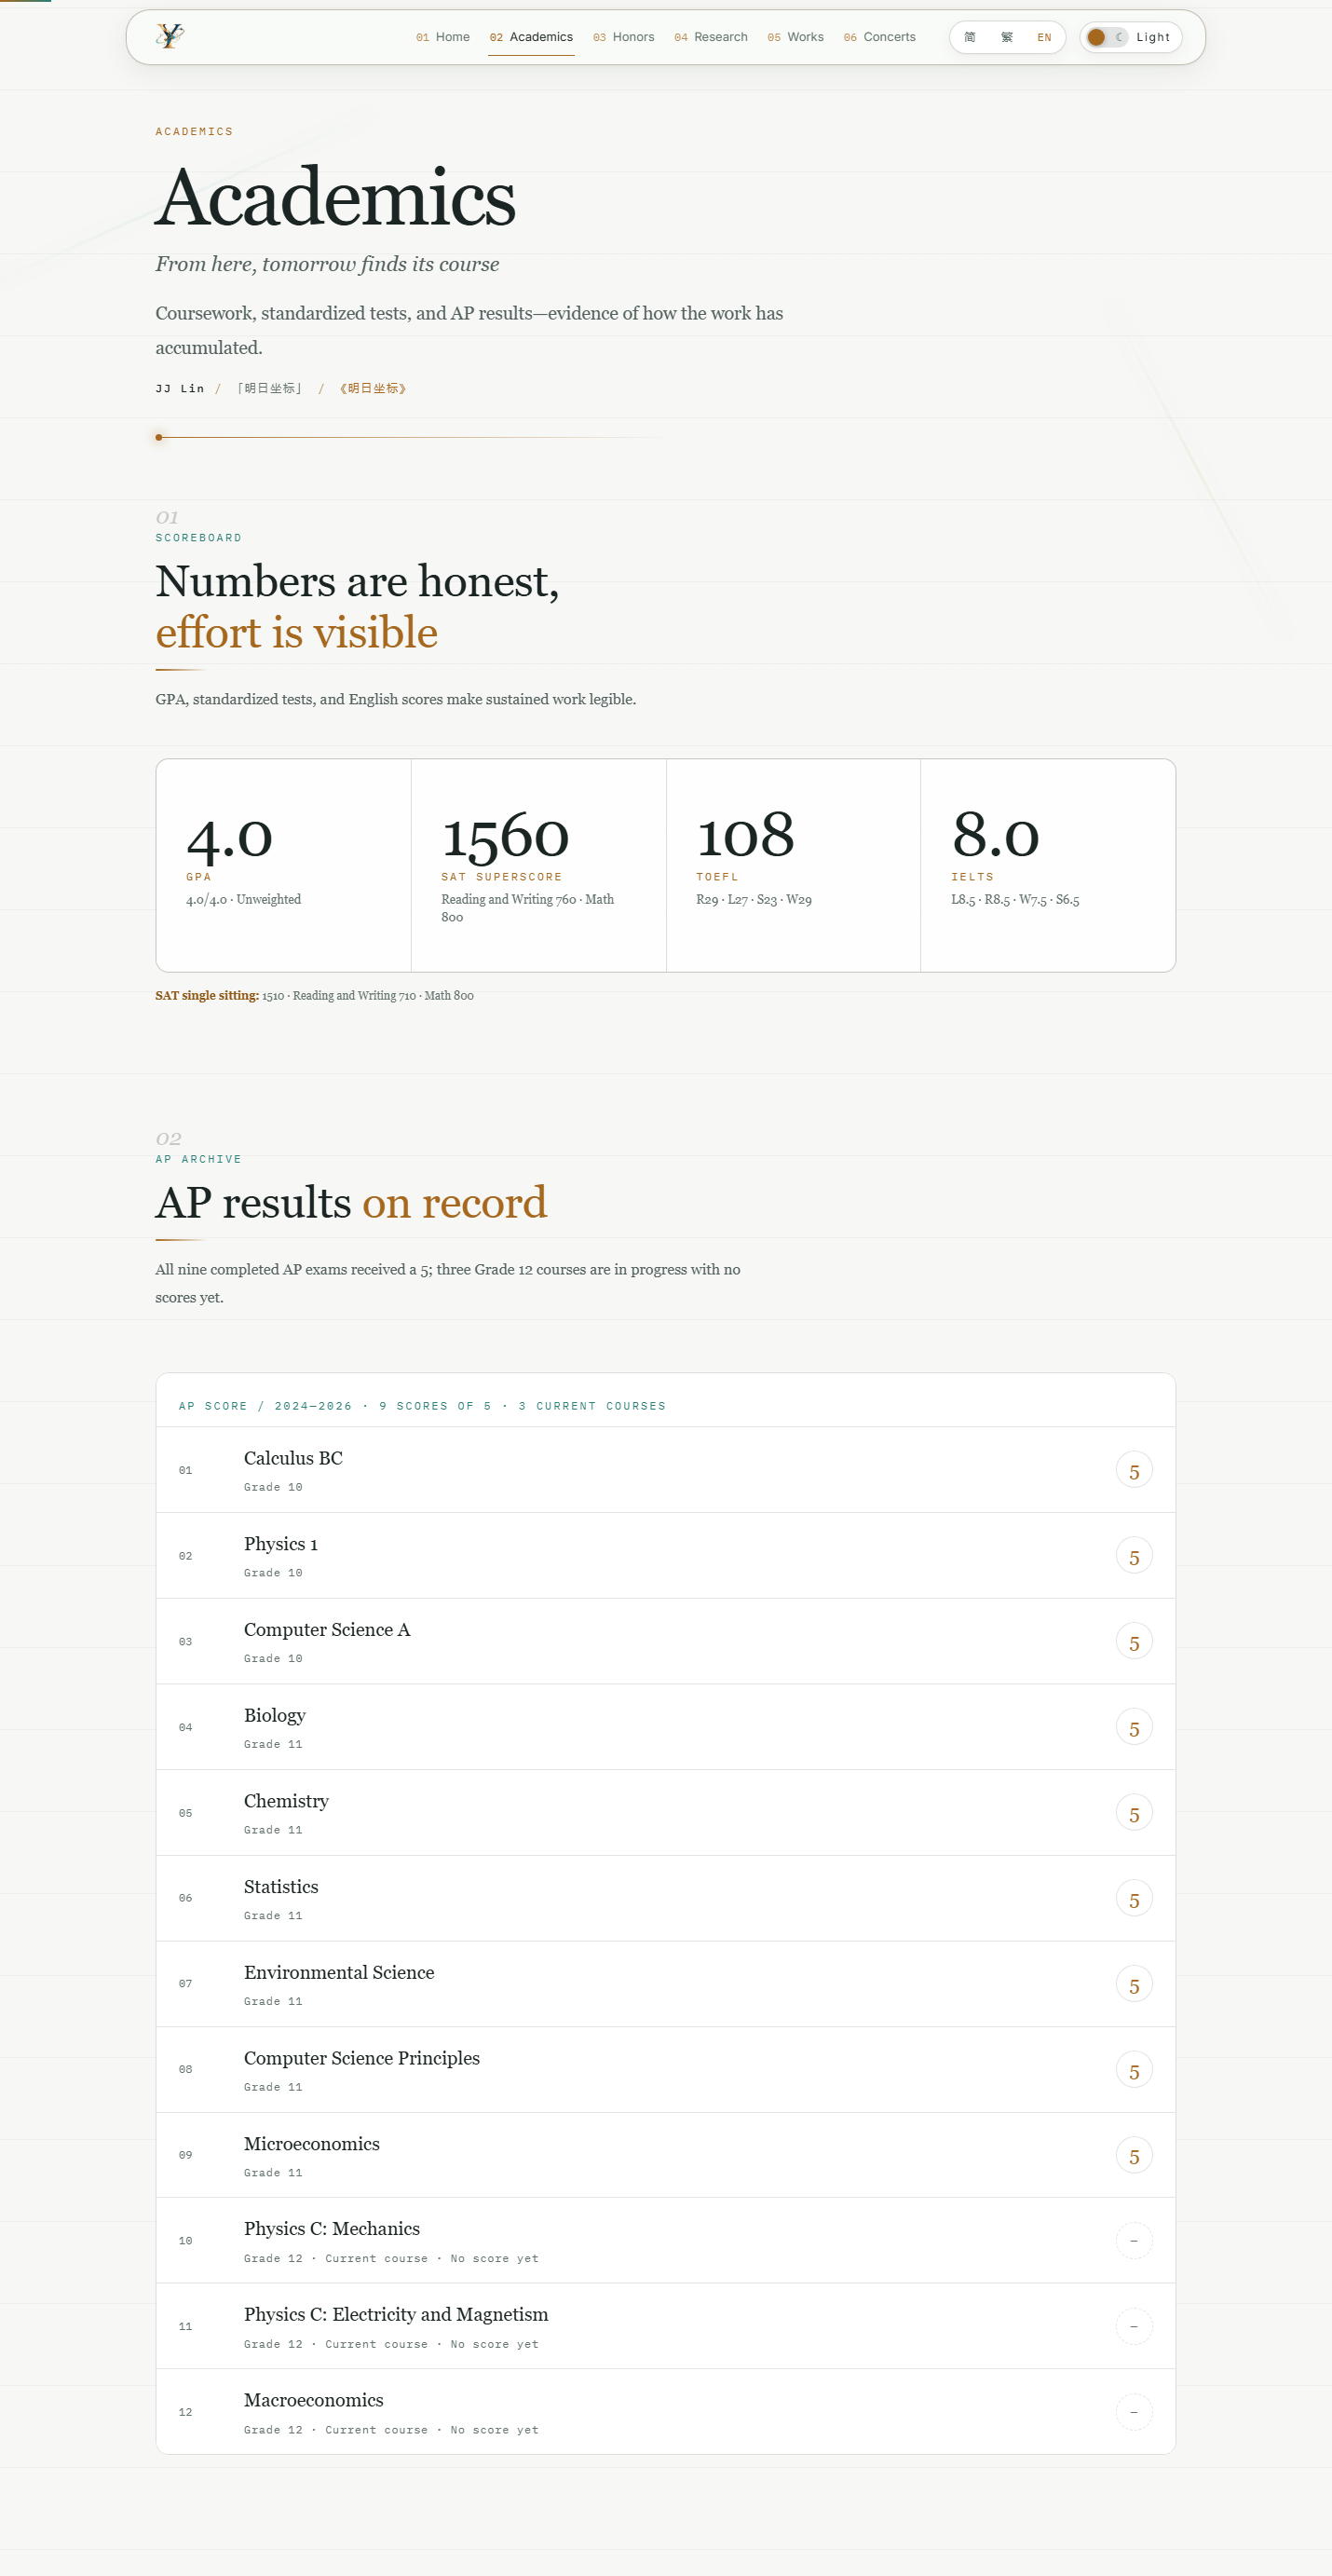 01 Home 02 Academics 03 Honors 04 Research 05 Works 06 Concerts 简 繁 EN Light
ACADEMICS
Academics
From here, tomorrow finds its course
Coursework, standardized tests, and AP results—evidence of how the work has
accumulated.
JJ Lin / 「明日坐标」 / 《明日坐标》
01
SCOREBOARD
Numbers are honest,
effort is visible
GPA, standardized tests, and English scores make sustained work legible.
4.0
GPA
4.0/4.0 · Unweighted
1560
SAT SUPERSCORE
Reading and Writing 760 · Math
800
108
TOEFL
R29 · L27 · S23 · W29
8.0
IELTS
L8.5 · R8.5 · W7.5 · S6.5
SAT single sitting: 1510 · Reading and Writing 710 · Math 800
02
AP ARCHIVE
AP results on record
All nine completed AP exams received a 5; three Grade 12 courses are in progress with no
scores yet.
AP SCORE / 2024—2026 · 9 SCORES OF 5 · 3 CURRENT COURSES
01
Calculus BC
Grade 10
5
02
Physics 1
Grade 10
5
03
Computer Science A
Grade 10
5
04
Biology
Grade 11
5
05
Chemistry
Grade 11
5
06
Statistics
Grade 11
5
07
Environmental Science
Grade 11
5
08
Computer Science Principles
Grade 11
5
09
Microeconomics
Grade 11
5
10
Physics C: Mechanics
Grade 12 · Current course · No score yet
—
11
Physics C: Electricity and Magnetism
Grade 12 · Current course · No score yet
—
12
Macroeconomics
Grade 12 · Current course · No score yet
—